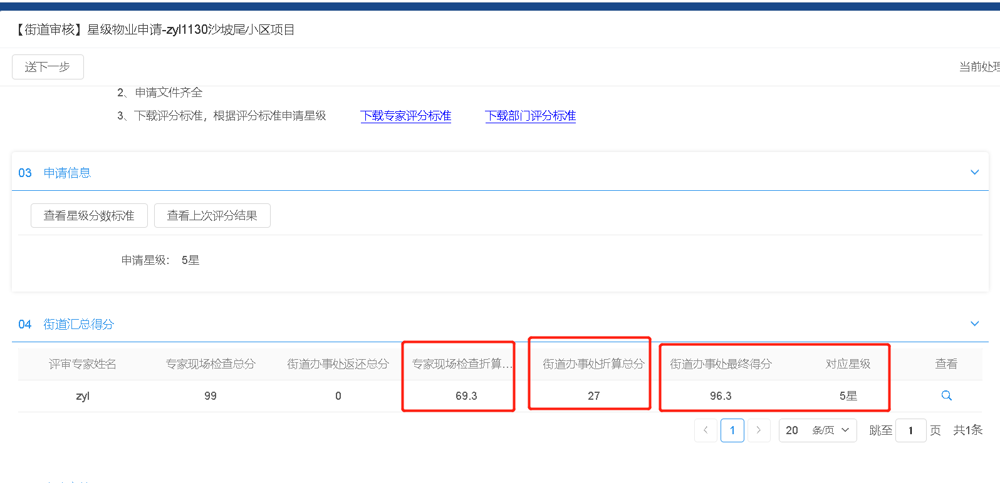 【街道审核】星级物业申请-zyl1130沙坡尾小区项目
送下一步
当前处理
2、申请文件齐全
3、下载评分标准，根据评分标准申请星级 下载专家评分标准 下载部门评分标准
03 申请信息
查看星级分数标准 查看上次评分结果
申请星级： 5星
04 街道汇总得分
评审专家姓名 专家现场检查总分 街道办事处返还总分 专家现场检查折算... 街道办事处折算总分 街道办事处最终得分 对应星级 查看
zyl 99 0 69.3 27 96.3 5星
1 20 条/页 跳至 1 页 共1条